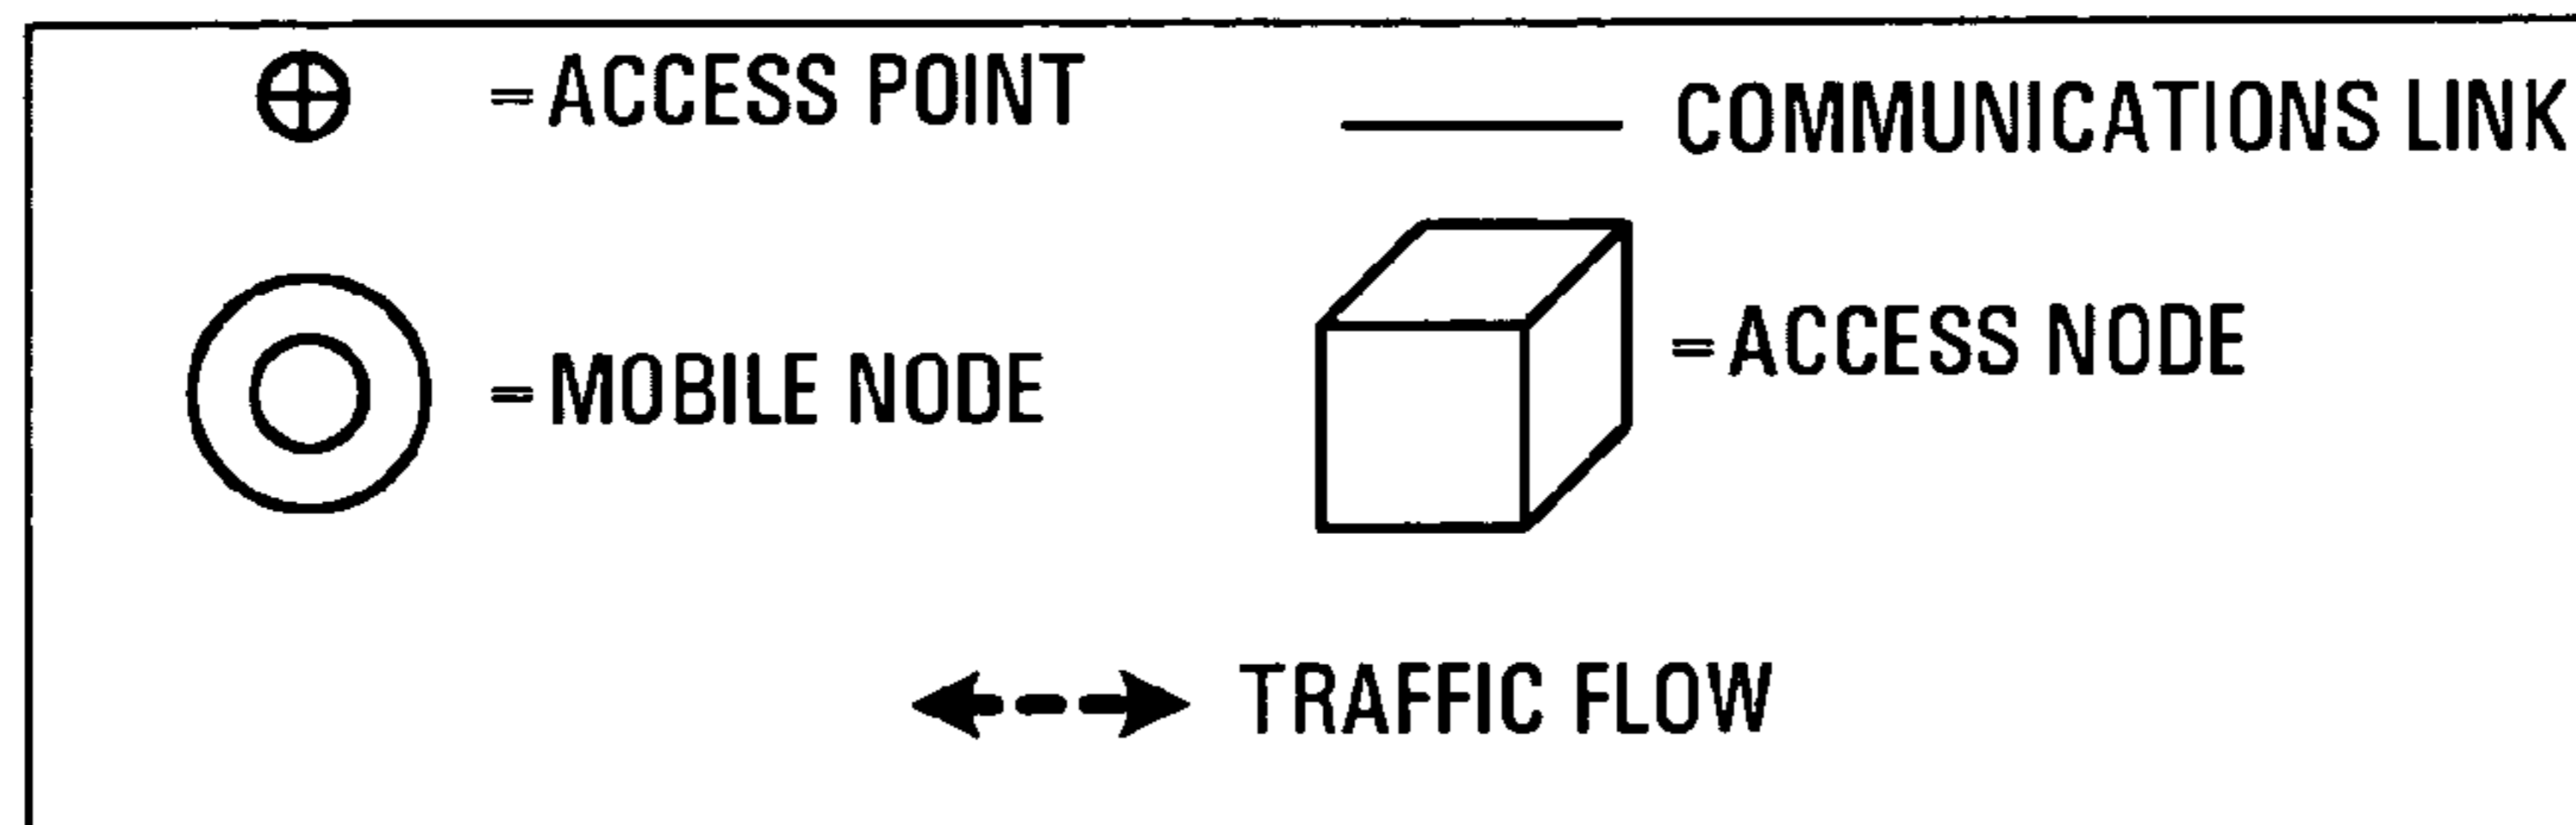 = ACCESS POINT
COMMUNICATIONS LINK
= MOBILE NODE
= ACCESS NODE
TRAFFIC FLOW